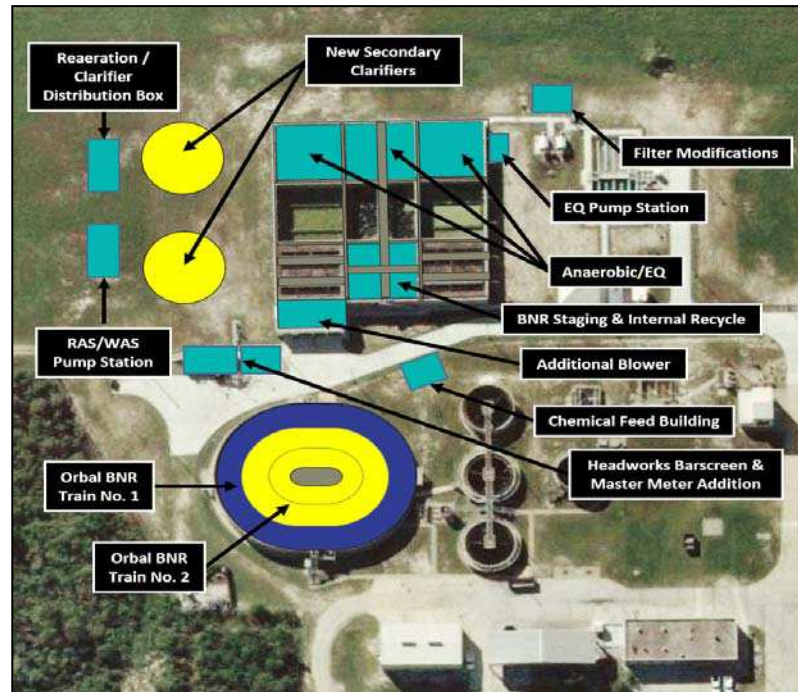 Reaeration /
Clarifier
Distribution Box
New Secondary
Clarifiers
Filter Modifications
EQ Pump Station
Anaerobic/EQ
BNR Staging & Internal Recycle
RAS/WAS
Pump Station
Additional Blower
Chemical Feed Building
Headworks Barscreen &
Master Meter Addition
Orbal BNR
Train No. 1
Orbal BNR
Train No. 2